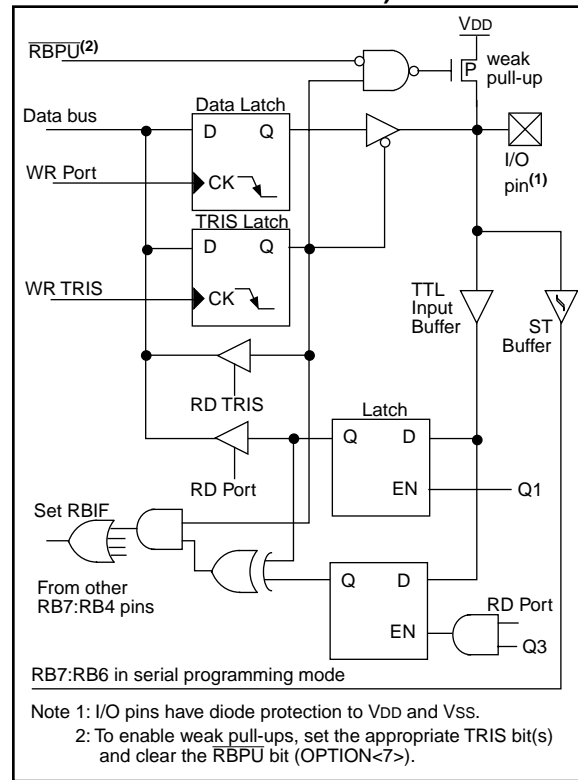 VDD
RBPU(2)
weak
pull-up
P
Data Latch
Data bus
D Q
I/O
pin(1)
WR Port
CK
TRIS Latch
D Q
WR TRIS
CK
TTL
Input
Buffer
ST
Buffer
RD TRIS
Latch
Q D
RD Port
EN
Q1
Set RBIF
From other
RB7:RB4 pins
Q D
RD Port
EN
Q3
RB7:RB6 in serial programming mode
Note 1: I/O pins have diode protection to VDD and VSS.
2: To enable weak pull-ups, set the appropriate TRIS bit(s)
and clear the RBPU bit (OPTION<7>).